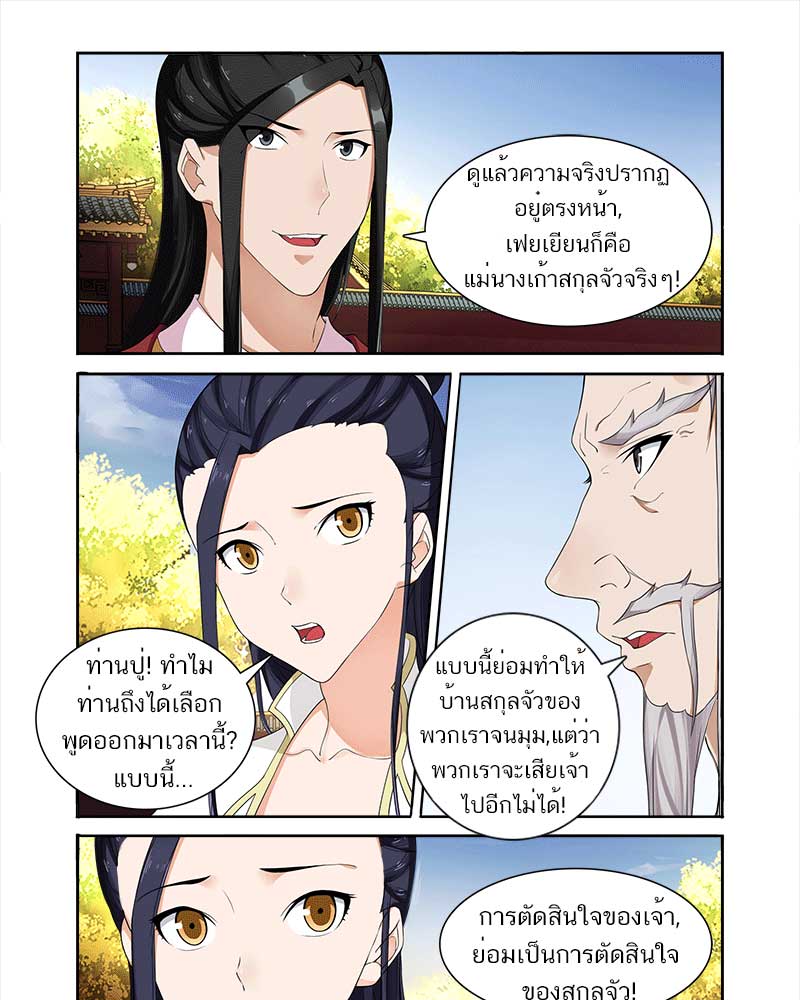 ดูแล้วความจริงปรากฏ
อยู่ตรงหน้า,
เฟยเยียนก็คือ
แม่นางเก้าสกุลจัวจริงๆ!
ท่านปู่! ทำไม
ท่านถึงได้เลือก
พูดออกมาเวลานี้?
แบบนี้...
แบบนี้ย่อมทำให้
บ้านสกุลจัวของ
พวกเราจนมุม,แต่ว่า
พวกเราจะเสียเจ้า
ไปอีกไม่ได้!
การตัดสินใจของเจ้า,
ย่อมเป็นการตัดสินใจ
ของสกุลจัว!